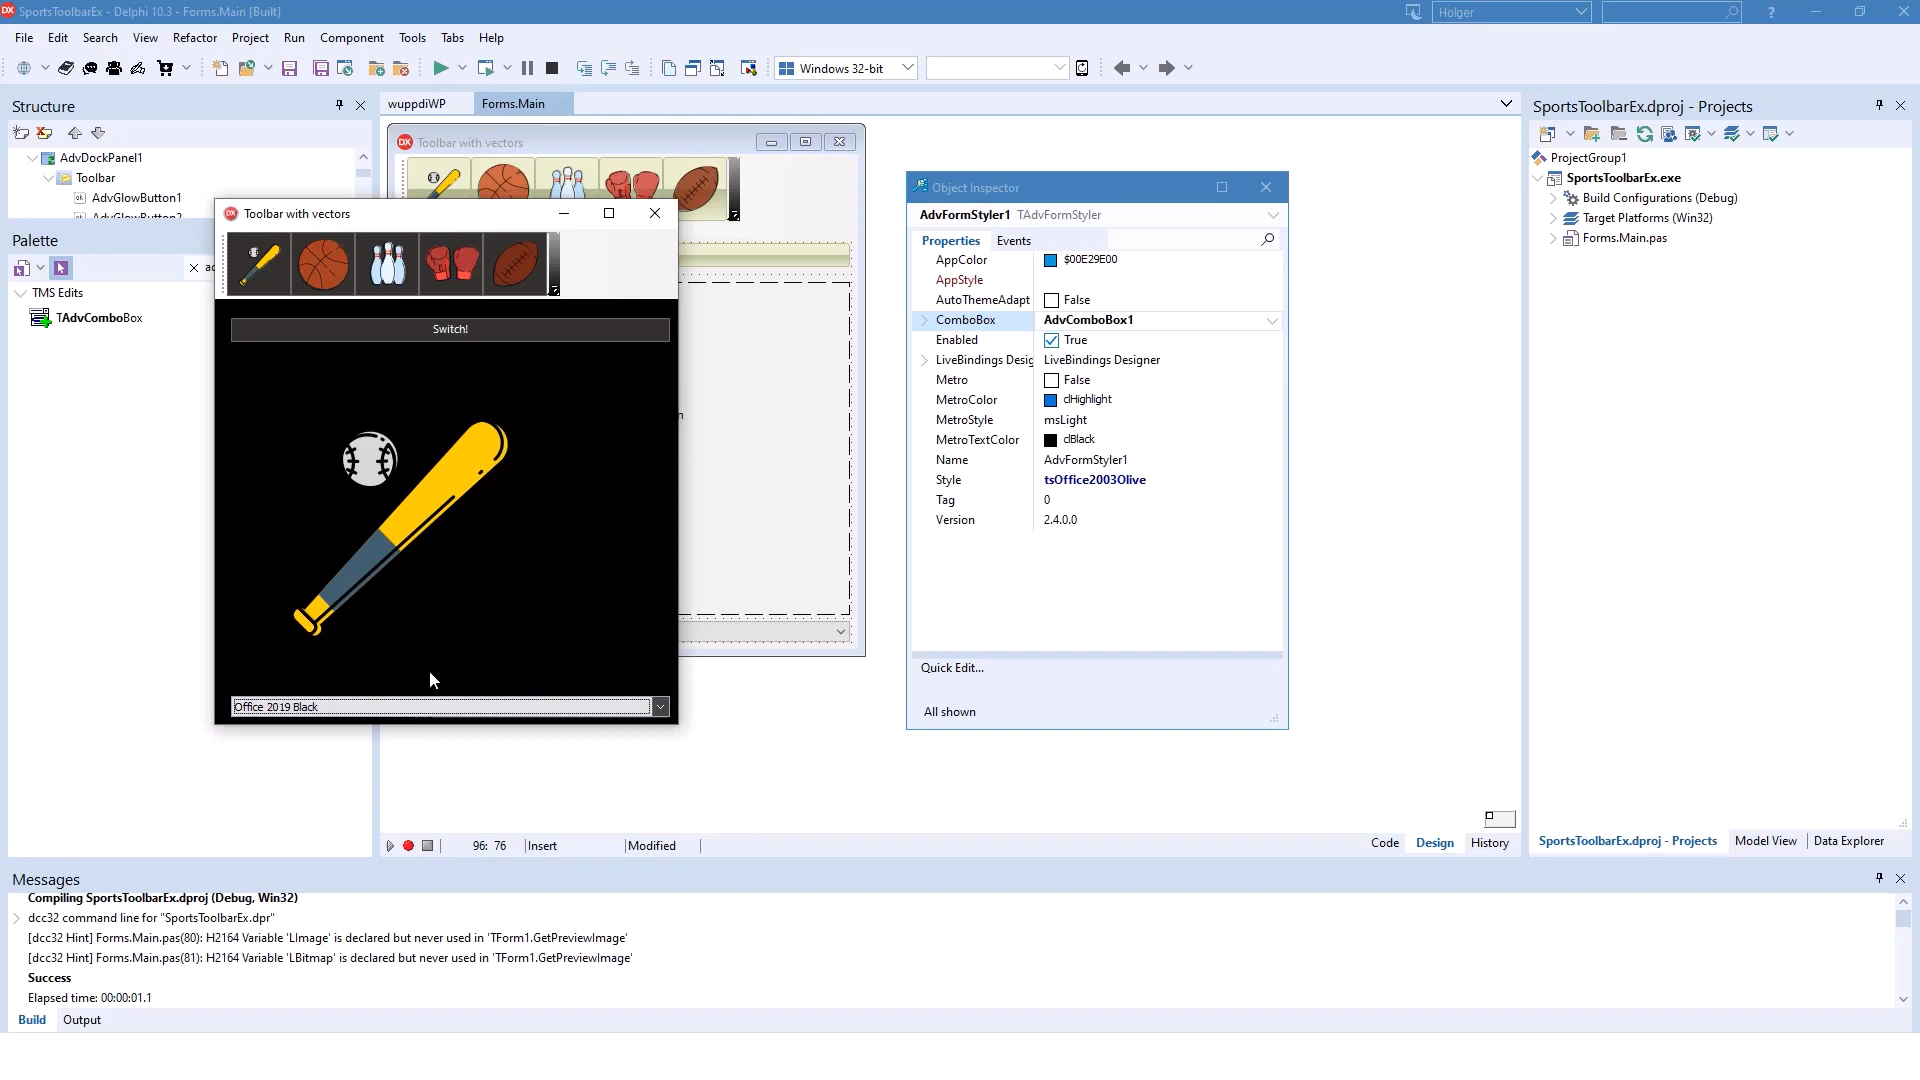 SportsToolbarEx - Delphi 10.3 - Forms.Main [Built]
Holger
?
File Edit Search View Refactor Project Run Component Tools Tabs Help
Windows 32-bit
Structure
AdvDockPanel1
Toolbar
AdvGlowButton1
AdvGlowButton2
Palette
TMS Edits
TAdvComboBox
wuppdiWP
Forms.Main
Toolbar with vectors
Toolbar with vectors
Switch!
Office 2019 Black
Object Inspector
AdvFormStyler1 TAdvFormStyler
Properties Events
AppColor $00E29E00
AppStyle
AutoThemeAdapt False
ComboBox AdvComboBox1
Enabled True
LiveBindings Desig LiveBindings Designer
Metro False
MetroColor clHighlight
MetroStyle msLight
MetroTextColor clBlack
Name AdvFormStyler1
Style tsOffice2003Olive
Tag 0
Version 2.4.0.0
Quick Edit...
All shown
96: 76 Insert Modified
Code Design History
SportsToolbarEx.dproj - Projects
ProjectGroup1
SportsToolbarEx.exe
Build Configurations (Debug)
Target Platforms (Win32)
Forms.Main.pas
SportsToolbarEx.dproj - Projects Model View Data Explorer
Messages
Compiling SportsToolbarEx.dproj (Debug, Win32)
dcc32 command line for "SportsToolbarEx.dpr"
[dcc32 Hint] Forms.Main.pas(80): H2164 Variable 'LImage' is declared but never used in 'TForm1.GetPreviewImage'
[dcc32 Hint] Forms.Main.pas(81): H2164 Variable 'LBitmap' is declared but never used in 'TForm1.GetPreviewImage'
Success
Elapsed time: 00:00:01.1
Build Output